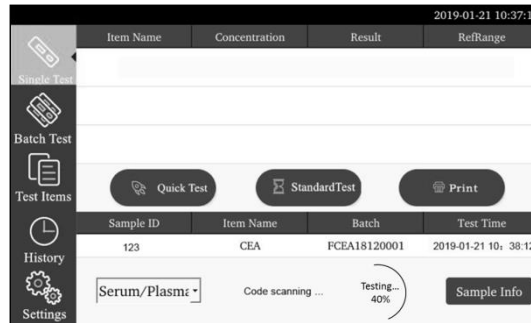 2019-01-21 10:37:1
Item Name Concentration Result RefRange
Single Test
Batch Test
Test Items
History
Settings
Quick Test StandardTest Print
Sample ID Item Name Batch Test Time
123 CEA FCEA18120001 2019-01-21 10: 38:12
Serum/Plasma Code scanning ... Testing... Sample Info
40%